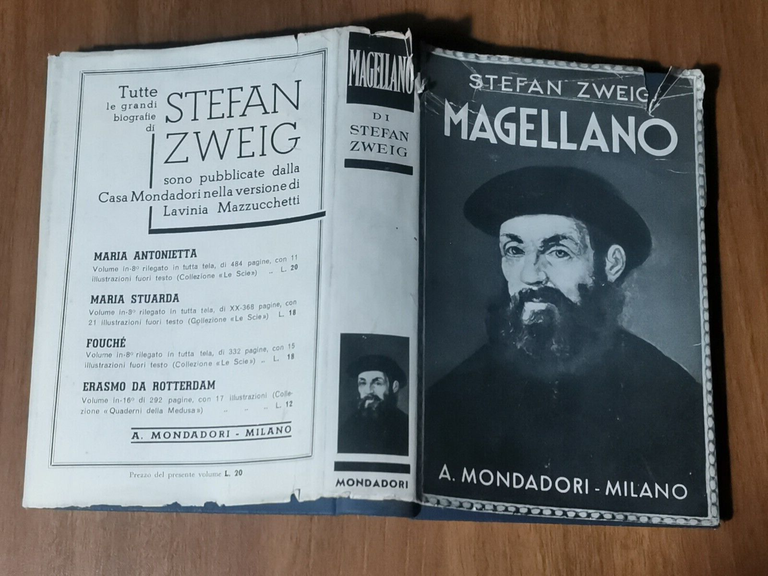 Tutte
le grandi
biografie
di
STEFAN
ZWEIG
sono pubblicate dalla
Casa Mondadori nella versione di
Lavinia Mazzucchetti
MARIA ANTONIETTA
Volume in-8º rilegato in tutta tela, di 484 pagine, con 11
illustrazioni fuori testo (Collezione «Le Scie») – L. 20
MARIA STUARDA
Volume in-8º rilegato in tutta tela, di XX-368 pagine, con
21 illustrazioni fuori testo (Collezione «Le Scie») L. 18
FOUCHÉ
Volume in-8º rilegato in tutta tela, di 332 pagine, con 15
illustrazioni fuori testo (Collezione «Le Scie») – L. 18
ERASMO DA ROTTERDAM
Volume in-16º di 292 pagine, con 17 illustrazioni (Colle-
zione «Quaderni della Medusa») – – – L. 12
A. MONDADORI - MILANO
Prezzo del presente volume L. 20
MAGELLANO
DI
STEFAN
ZWEIG
MONDADORI
STEFAN ZWEIG
MAGELLANO
A. MONDADORI - MILANO